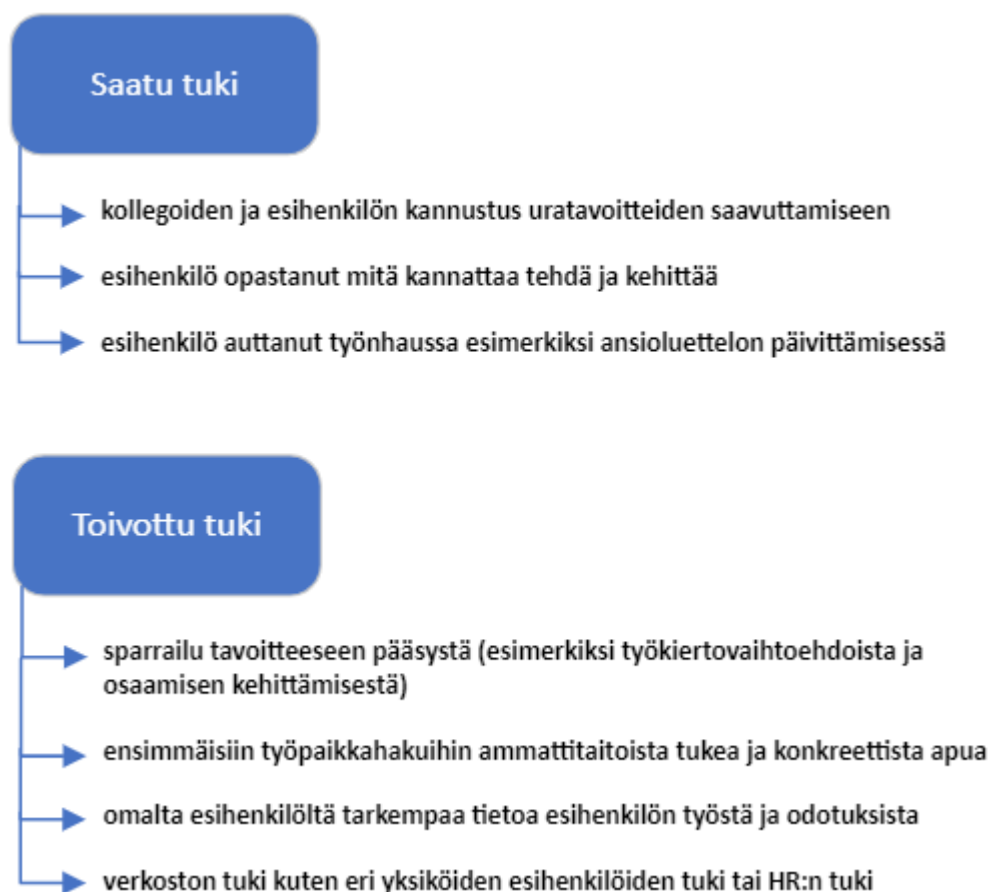 Saatu tuki
kollegoiden ja esihenkilön kannustus uratavoitteiden saavuttamiseen
esihenkilö opastanut mitä kannattaa tehdä ja kehittää
esihenkilö auttanut työnhaussa esimerkiksi ansioluettelon päivittämisessä
Toivottu tuki
sparrailu tavoitteeseen pääsystä (esimerkiksi työkiertovaihtoehdoista ja
osaamisen kehittämisestä)
ensimmäisiin työpaikkahakuihin ammattitaitoista tukea ja konkreettista apua
omalta esihenkilöltä tarkempaa tietoa esihenkilön työstä ja odotuksista
verkoston tuki kuten eri yksiköiden esihenkilöiden tuki tai HR:n tuki